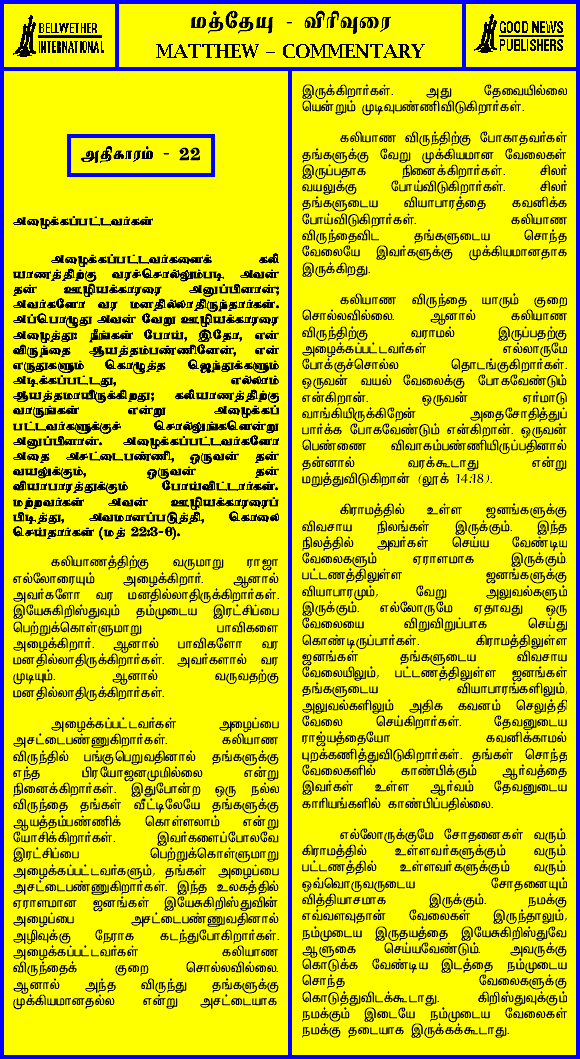 BELLWETHER
INTERNATIONAL
மத்தேயு - விரிவுரை
MATTHEW – COMMENTARY
GOOD NEWS
PUBLISHERS
அதிகாரம் - 22
அழைக்கப்பட்டவர்கள்
அழைக்கப்பட்டவர்களைக் கலி
யாணத்திற்கு வரச்சொல்லும்படி அவன்
தன் ஊழியக்காரரை அனுப்பினான்;
அவர்களோ வர மனதில்லாதிருந்தார்கள்.
அப்பொழுது அவன் வேறு ஊழியக்காரரை
அழைத்து: நீங்கள் போய், இதோ, என்
விருந்தை ஆயத்தம்பண்ணினேன், என்
எருதுகளும் கொழுத்த ஜெந்துக்களும்
அடிக்கப்பட்டது, எல்லாம்
ஆயத்தமாயிருக்கிறது; கலியாணத்திற்கு
வாருங்கள் என்று அழைக்கப்
பட்டவர்களுக்குச் சொல்லுங்களென்று
அனுப்பினான். அழைக்கப்பட்டவர்களோ
அதை அசட்டைபண்ணி, ஒருவன் தன்
வயலுக்கும், ஒருவன் தன்
வியாபாரத்துக்கும் போய்விட்டார்கள்.
மற்றவர்கள் அவன் ஊழியக்காரரைப்
பிடித்து, அவமானப்படுத்தி, கொலை
செய்தார்கள் (மத் 22:3-6).
கலியாணத்திற்கு வருமாறு ராஜா
எல்லோரையும் அழைக்கிறார். ஆனால்
அவர்களோ வர மனதில்லாதிருக்கிறார்கள்.
இயேசுகிறிஸ்துவும் தம்முடைய இரட்சிப்பை
பெற்றுக்கொள்ளுமாறு பாவிகளை
அழைக்கிறார். ஆனால் பாவிகளோ வர
மனதில்லாதிருக்கிறார்கள். அவர்களால் வர
முடியும். ஆனால் வருவதற்கு
மனதில்லாதிருக்கிறார்கள்.
அழைக்கப்பட்டவர்கள் அழைப்பை
அசட்டைபண்ணுகிறார்கள். கலியாண
விருந்தில் பங்குபெறுவதினால் தங்களுக்கு
எந்த பிரயோஜனமுமில்லை என்று
நினைக்கிறார்கள். இதுபோன்ற ஒரு நல்ல
விருந்தை தங்கள் வீட்டிலேயே தங்களுக்கு
ஆயத்தம்பண்ணிக் கொள்ளலாம் என்று
யோசிக்கிறார்கள். இவர்களைப்போலவே
இரட்சிப்பை பெற்றுக்கொள்ளுமாறு
அழைக்கப்பட்டவர்களும், தங்கள் அழைப்பை
அசட்டைபண்ணுகிறார்கள். இந்த உலகத்தில்
ஏராளமான ஜனங்கள் இயேசுகிறிஸ்துவின்
அழைப்பை அசட்டைபண்ணுவதினால்
அழிவுக்கு நேராக கடந்துபோகிறார்கள்.
அழைக்கப்பட்டவர்கள் கலியாண
விருந்தைக் குறை சொல்லவில்லை.
ஆனால் அந்த விருந்து தங்களுக்கு
முக்கியமானதல்ல என்று அசட்டையாக
இருக்கிறார்கள். அது தேவையில்லை
யென்றும் முடிவுபண்ணிவிடுகிறார்கள்.
கலியாண விருந்திற்கு போகாதவர்கள்
தங்களுக்கு வேறு முக்கியமான வேலைகள்
இருப்பதாக நினைக்கிறார்கள். சிலர்
வயலுக்கு போய்விடுகிறார்கள். சிலர்
தங்களுடைய வியாபாரத்தை கவனிக்க
போய்விடுகிறார்கள். கலியாண
விருந்தைவிட தங்களுடைய சொந்த
வேலையே இவர்களுக்கு முக்கியமானதாக
இருக்கிறது.
கலியாண விருந்தை யாரும் குறை
சொல்லவில்லை. ஆனால் கலியாண
விருந்திற்கு வராமல் இருப்பதற்கு
அழைக்கப்பட்டவர்கள் எல்லாருமே
போக்குச்சொல்ல தொடங்குகிறார்கள்.
ஒருவன் வயல் வேலைக்கு போகவேண்டும்
என்கிறான். ஒருவன் ஏர்மாடு
வாங்கியிருக்கிறேன் அதைசோதித்துப்
பார்க்க போகவேண்டும் என்கிறான். ஒருவன்
பெண்ணை விவாகம்பண்ணியிருப்பதினால்
தன்னால் வரக்கூடாது என்று
மறுத்துவிடுகிறான் (லூக் 14:18).
கிராமத்தில் உள்ள ஜனங்களுக்கு
விவசாய நிலங்கள் இருக்கும். இந்த
நிலத்தில் அவர்கள் செய்ய வேண்டிய
வேலைகளும் ஏராளமாக இருக்கும்.
பட்டணத்திலுள்ள ஜனங்களுக்கு
வியாபாரமும், வேறு அலுவல்களும்
இருக்கும். எல்லோருமே ஏதாவது ஒரு
வேலையை விறுவிறுப்பாக செய்து
கொண்டிருப்பார்கள். கிராமத்திலுள்ள
ஜனங்கள் தங்களுடைய விவசாய
வேலையிலும், பட்டணத்திலுள்ள ஜனங்கள்
தங்களுடைய வியாபாரங்களிலும்,
அலுவல்களிலும் அதிக கவனம் செலுத்தி
வேலை செய்கிறார்கள். தேவனுடைய
ராஜ்யத்தையோ கவனிக்காமல்
புறக்கணித்துவிடுகிறார்கள். தங்கள் சொந்த
வேலைகளில் காண்பிக்கும் ஆர்வத்தை
இவர்கள் உள்ள ஆர்வம் தேவனுடைய
காரியங்களில் காண்பிப்பதில்லை.
எல்லோருக்குமே சோதனைகள் வரும்.
கிராமத்தில் உள்ளவர்களுக்கும் வரும்.
பட்டணத்தில் உள்ளவர்களுக்கும் வரும்.
ஒவ்வொருவருடைய சோதனையும்
வித்தியாசமாக இருக்கும். நமக்கு
எவ்வளவுதான் வேலைகள் இருந்தாலும்,
நம்முடைய இருதயத்தை இயேசுகிறிஸ்துவே
ஆளுகை செய்யவேண்டும். அவருக்கு
கொடுக்க வேண்டிய இடத்தை நம்முடைய
சொந்த வேலைகளுக்கு
கொடுத்துவிடக்கூடாது. கிறிஸ்துவுக்கும்
நமக்கும் இடையே நம்முடைய வேலைகள்
நமக்கு தடையாக இருக்கக்கூடாது.